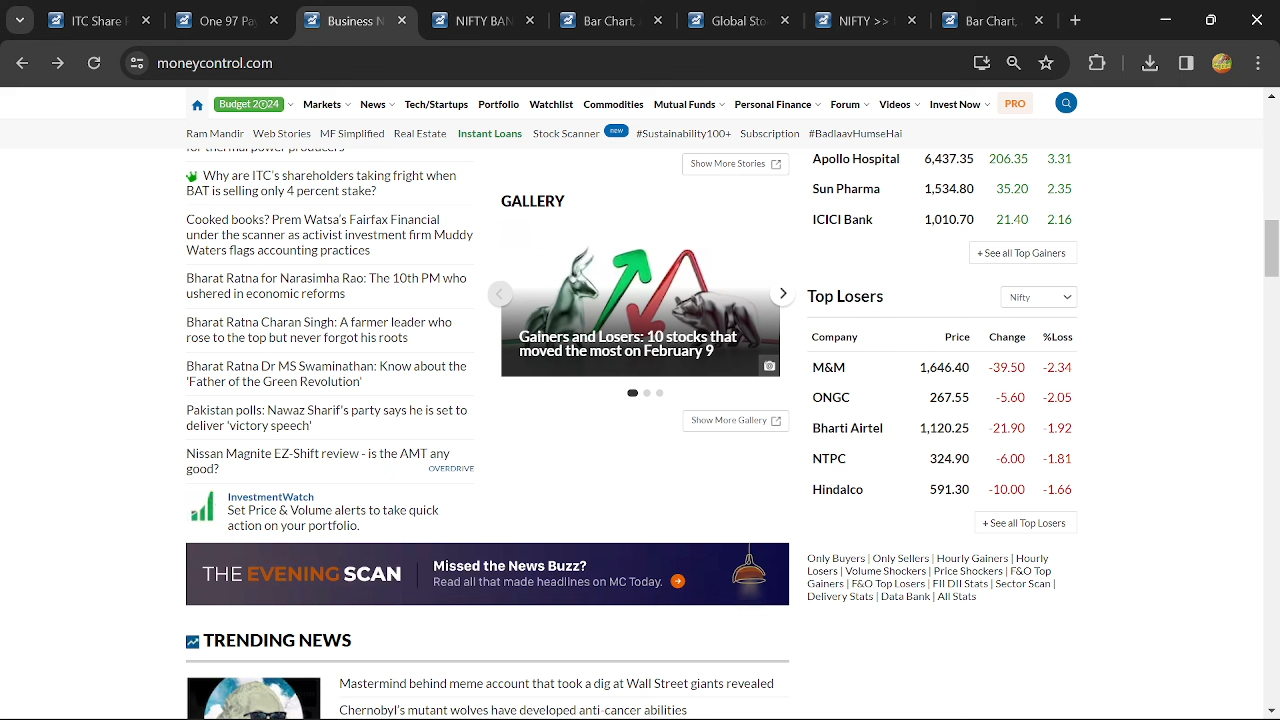 ITC Share
One 97 Pay
Business N
NIFTY BAN
Bar Chart,
Global Sto
NIFTY >>
Bar Chart,
moneycontrol.com
Budget 2024
Markets
News
Tech/Startups
Portfolio
Watchlist
Commodities
Mutual Funds
Personal Finance
Forum
Videos
Invest Now
PRO
Ram Mandir
Web Stories
MF Simplified
Real Estate
Instant Loans
Stock Scanner
new
#Sustainability100+
Subscription
#BadlaavHumseHai
for thermal power producers
Why are ITC's shareholders taking fright when
BAT is selling only 4 percent stake?
Cooked books? Prem Watsa's Fairfax Financial
under the scanner as activist investment firm Muddy
Waters flags accounting practices
Bharat Ratna for Narasimha Rao: The 10th PM who
ushered in economic reforms
Bharat Ratna Charan Singh: A farmer leader who
rose to the top but never forgot his roots
Bharat Ratna Dr MS Swaminathan: Know about the
'Father of the Green Revolution'
Pakistan polls: Nawaz Sharif's party says he is set to
deliver 'victory speech'
Nissan Magnite EZ-Shift review - is the AMT any
good?
OVERDRIVE
InvestmentWatch
Set Price & Volume alerts to take quick
action on your portfolio.
Show More Stories
GALLERY
Gainers and Losers: 10 stocks that
moved the most on February 9
Show More Gallery
Apollo Hospital 6,437.35 206.35 3.31
Sun Pharma 1,534.80 35.20 2.35
ICICI Bank 1,010.70 21.40 2.16
+ See all Top Gainers
Top Losers
Nifty
Company Price Change %Loss
M&M 1,646.40 -39.50 -2.34
ONGC 267.55 -5.60 -2.05
Bharti Airtel 1,120.25 -21.90 -1.92
NTPC 324.90 -6.00 -1.81
Hindalco 591.30 -10.00 -1.66
+ See all Top Losers
Only Buyers | Only Sellers | Hourly Gainers | Hourly
Losers | Volume Shockers | Price Shockers | F&O Top
Gainers | F&O Top Losers | FII DII Stats | Sector Scan |
Delivery Stats | Data Bank | All Stats
THE EVENING SCAN
Missed the News Buzz?
Read all that made headlines on MC Today.
TRENDING NEWS
Mastermind behind meme account that took a dig at Wall Street giants revealed
Chernobyl's mutant wolves have developed anti-cancer abilities